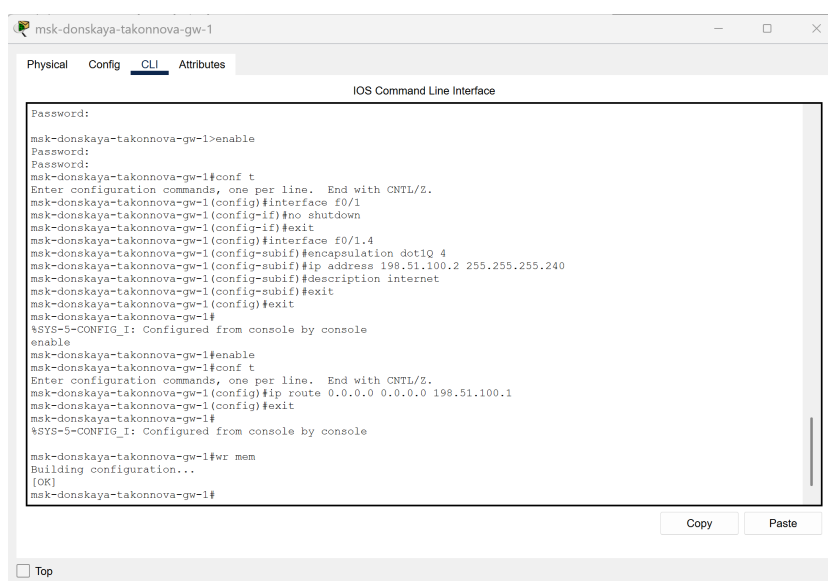 msk-donskaya-takonnova-gw-1
Physical Config CLI Attributes
IOS Command Line Interface
Password:
msk-donskaya-takonnova-gw-1>enable
Password:
Password:
msk-donskaya-takonnova-gw-1#conf t
Enter configuration commands, one per line. End with CNTL/Z.
msk-donskaya-takonnova-gw-1(config)#interface f0/1
msk-donskaya-takonnova-gw-1(config-if)#no shutdown
msk-donskaya-takonnova-gw-1(config-if)#exit
msk-donskaya-takonnova-gw-1(config)#interface f0/1.4
msk-donskaya-takonnova-gw-1(config-subif)#encapsulation dot1Q 4
msk-donskaya-takonnova-gw-1(config-subif)#ip address 198.51.100.2 255.255.255.240
msk-donskaya-takonnova-gw-1(config-subif)#description internet
msk-donskaya-takonnova-gw-1(config-subif)#exit
msk-donskaya-takonnova-gw-1(config)#exit
msk-donskaya-takonnova-gw-1#
%SYS-5-CONFIG_I: Configured from console by console
enable
msk-donskaya-takonnova-gw-1#enable
msk-donskaya-takonnova-gw-1#conf t
Enter configuration commands, one per line. End with CNTL/Z.
msk-donskaya-takonnova-gw-1(config)#ip route 0.0.0.0 0.0.0.0 198.51.100.1
msk-donskaya-takonnova-gw-1(config)#exit
msk-donskaya-takonnova-gw-1#
%SYS-5-CONFIG_I: Configured from console by console
msk-donskaya-takonnova-gw-1#wr mem
Building configuration...
[OK]
msk-donskaya-takonnova-gw-1#
Copy Paste
Top